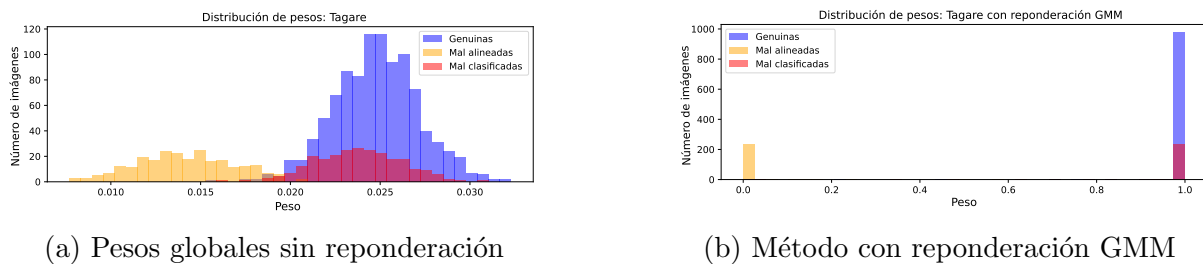 Distribución de pesos: Tagare
Número de imágenes
120
100
80
60
40
20
0
Genuinas
Mal alineadas
Mal clasificadas
0.010 0.015 0.020 0.025 0.030
Peso
(a) Pesos globales sin reponderación
Distribución de pesos: Tagare con reponderación GMM
Número de imágenes
1000
800
600
400
200
0
Genuinas
Mal alineadas
Mal clasificadas
0.0 0.2 0.4 0.6 0.8 1.0
Peso
(b) Método con reponderación GMM